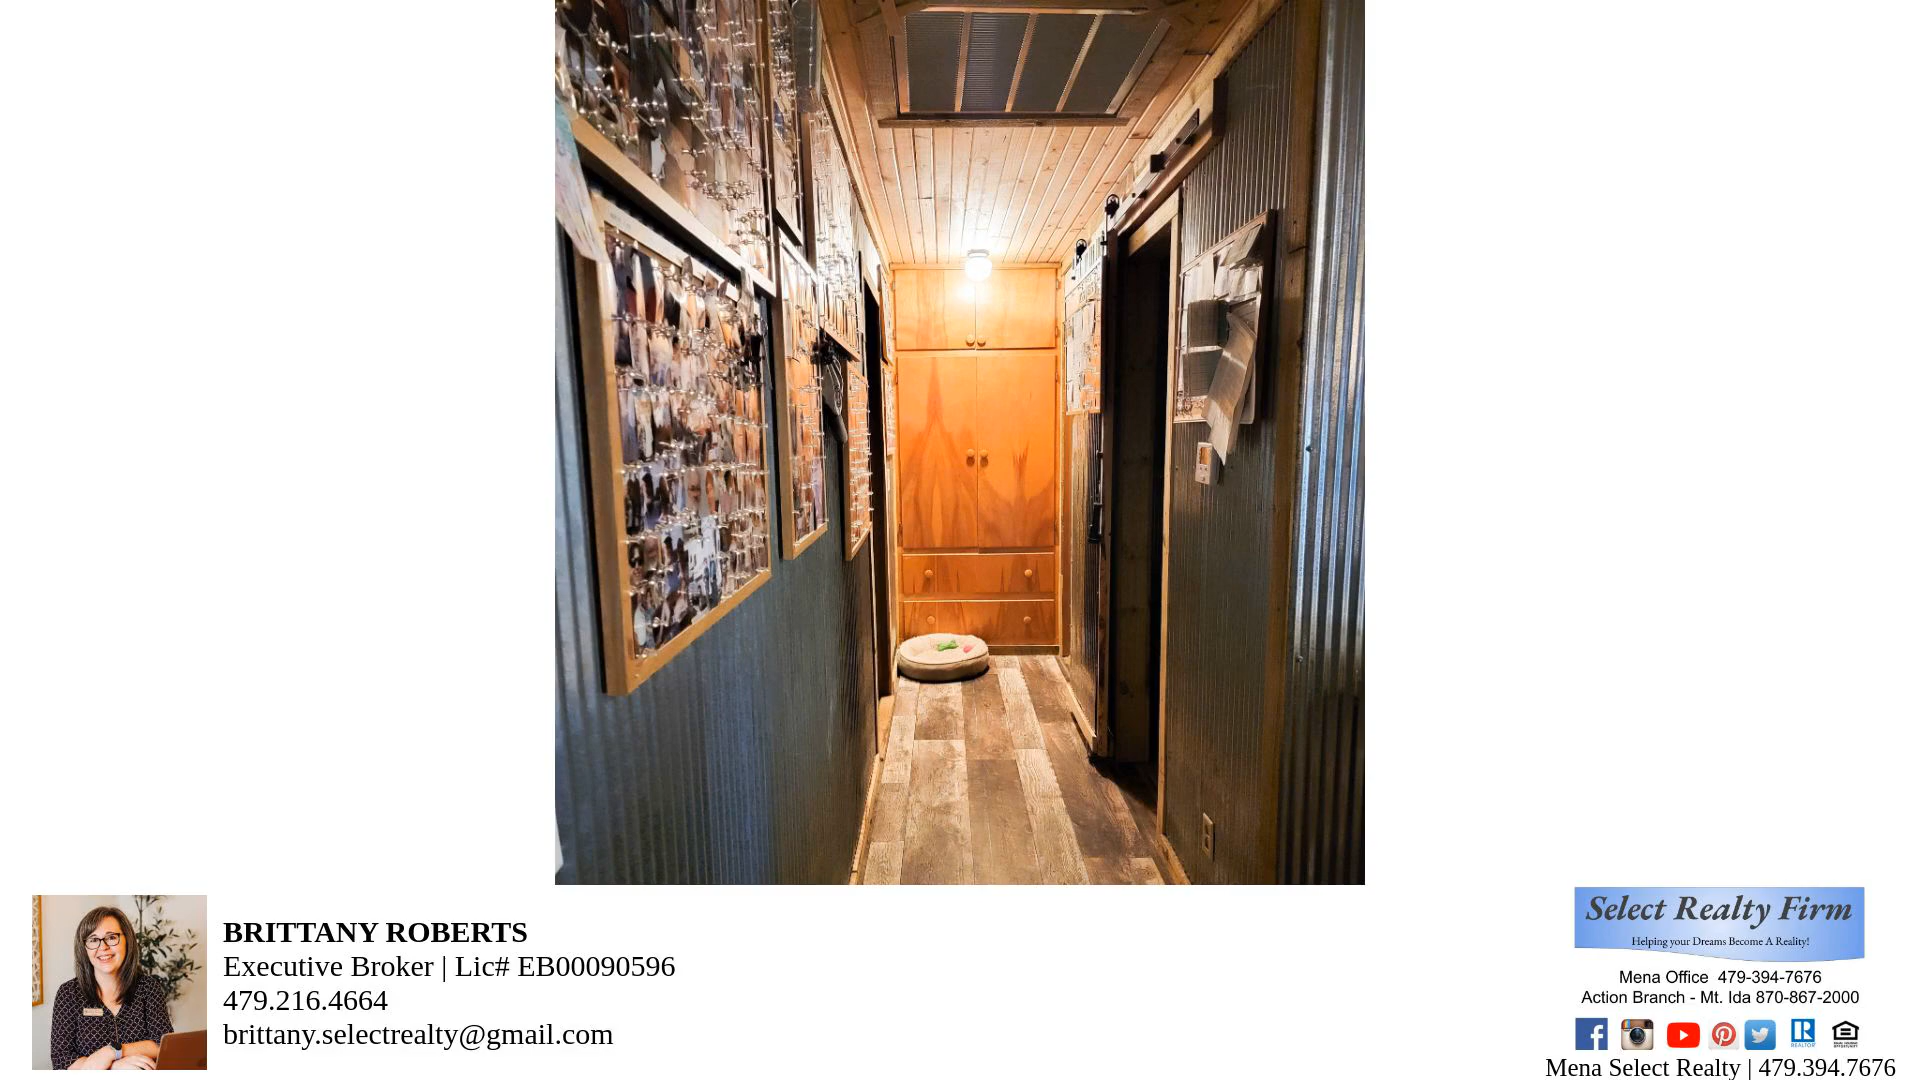 BRITTANY ROBERTS
Executive Broker | Lic# EB00090596
479.216.4664
brittany.selectrealty@gmail.com
Select Realty Firm
Helping your Dreams Become A Reality!
Mena Office 479-394-7676
Action Branch - Mt. Ida 870-867-2000
REALTOR
Mena Select Realty | 479.394.7676